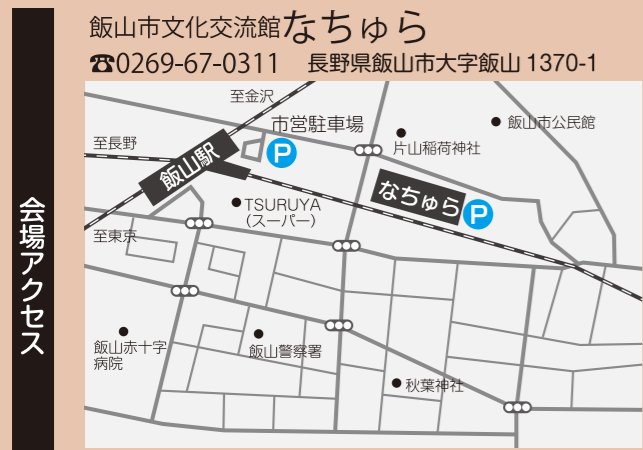 飯山市文化交流館なちゅら
☎0269-67-0311 長野県飯山市大字飯山 1370-1
会場アクセス
至金沢
市営駐車場
P
飯山市公民館
片山稲荷神社
至長野
飯山駅
なちゅら
P
TSURUYA
（スーパー）
至東京
飯山赤十字
病院
飯山警察署
秋葉神社